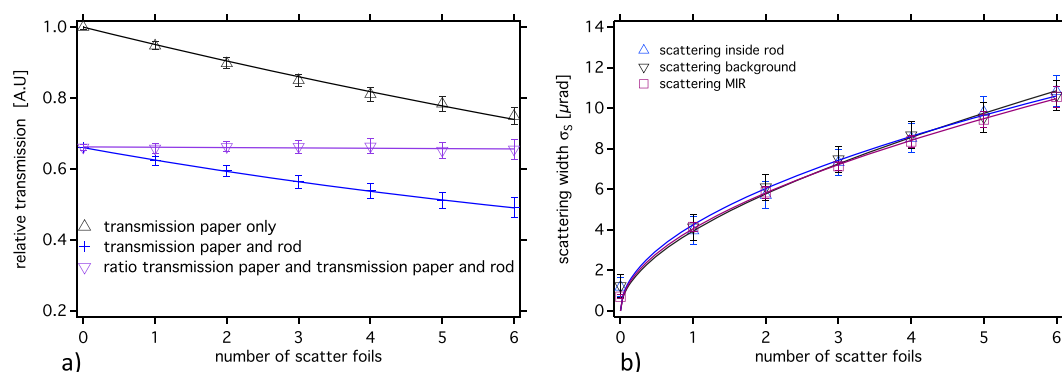 1.0
0.8
0.6
0.4
0.2
relative transmission [A.U]
transmission paper only
transmission paper and rod
ratio transmission paper and transmission paper and rod
0 1 2 3 4 5 6
number of scatter foils
a)
14
12
10
8
6
4
2
0
scattering width σS [μrad]
scattering inside rod
scattering background
scattering MIR
0 1 2 3 4 5 6
number of scatter foils
b)